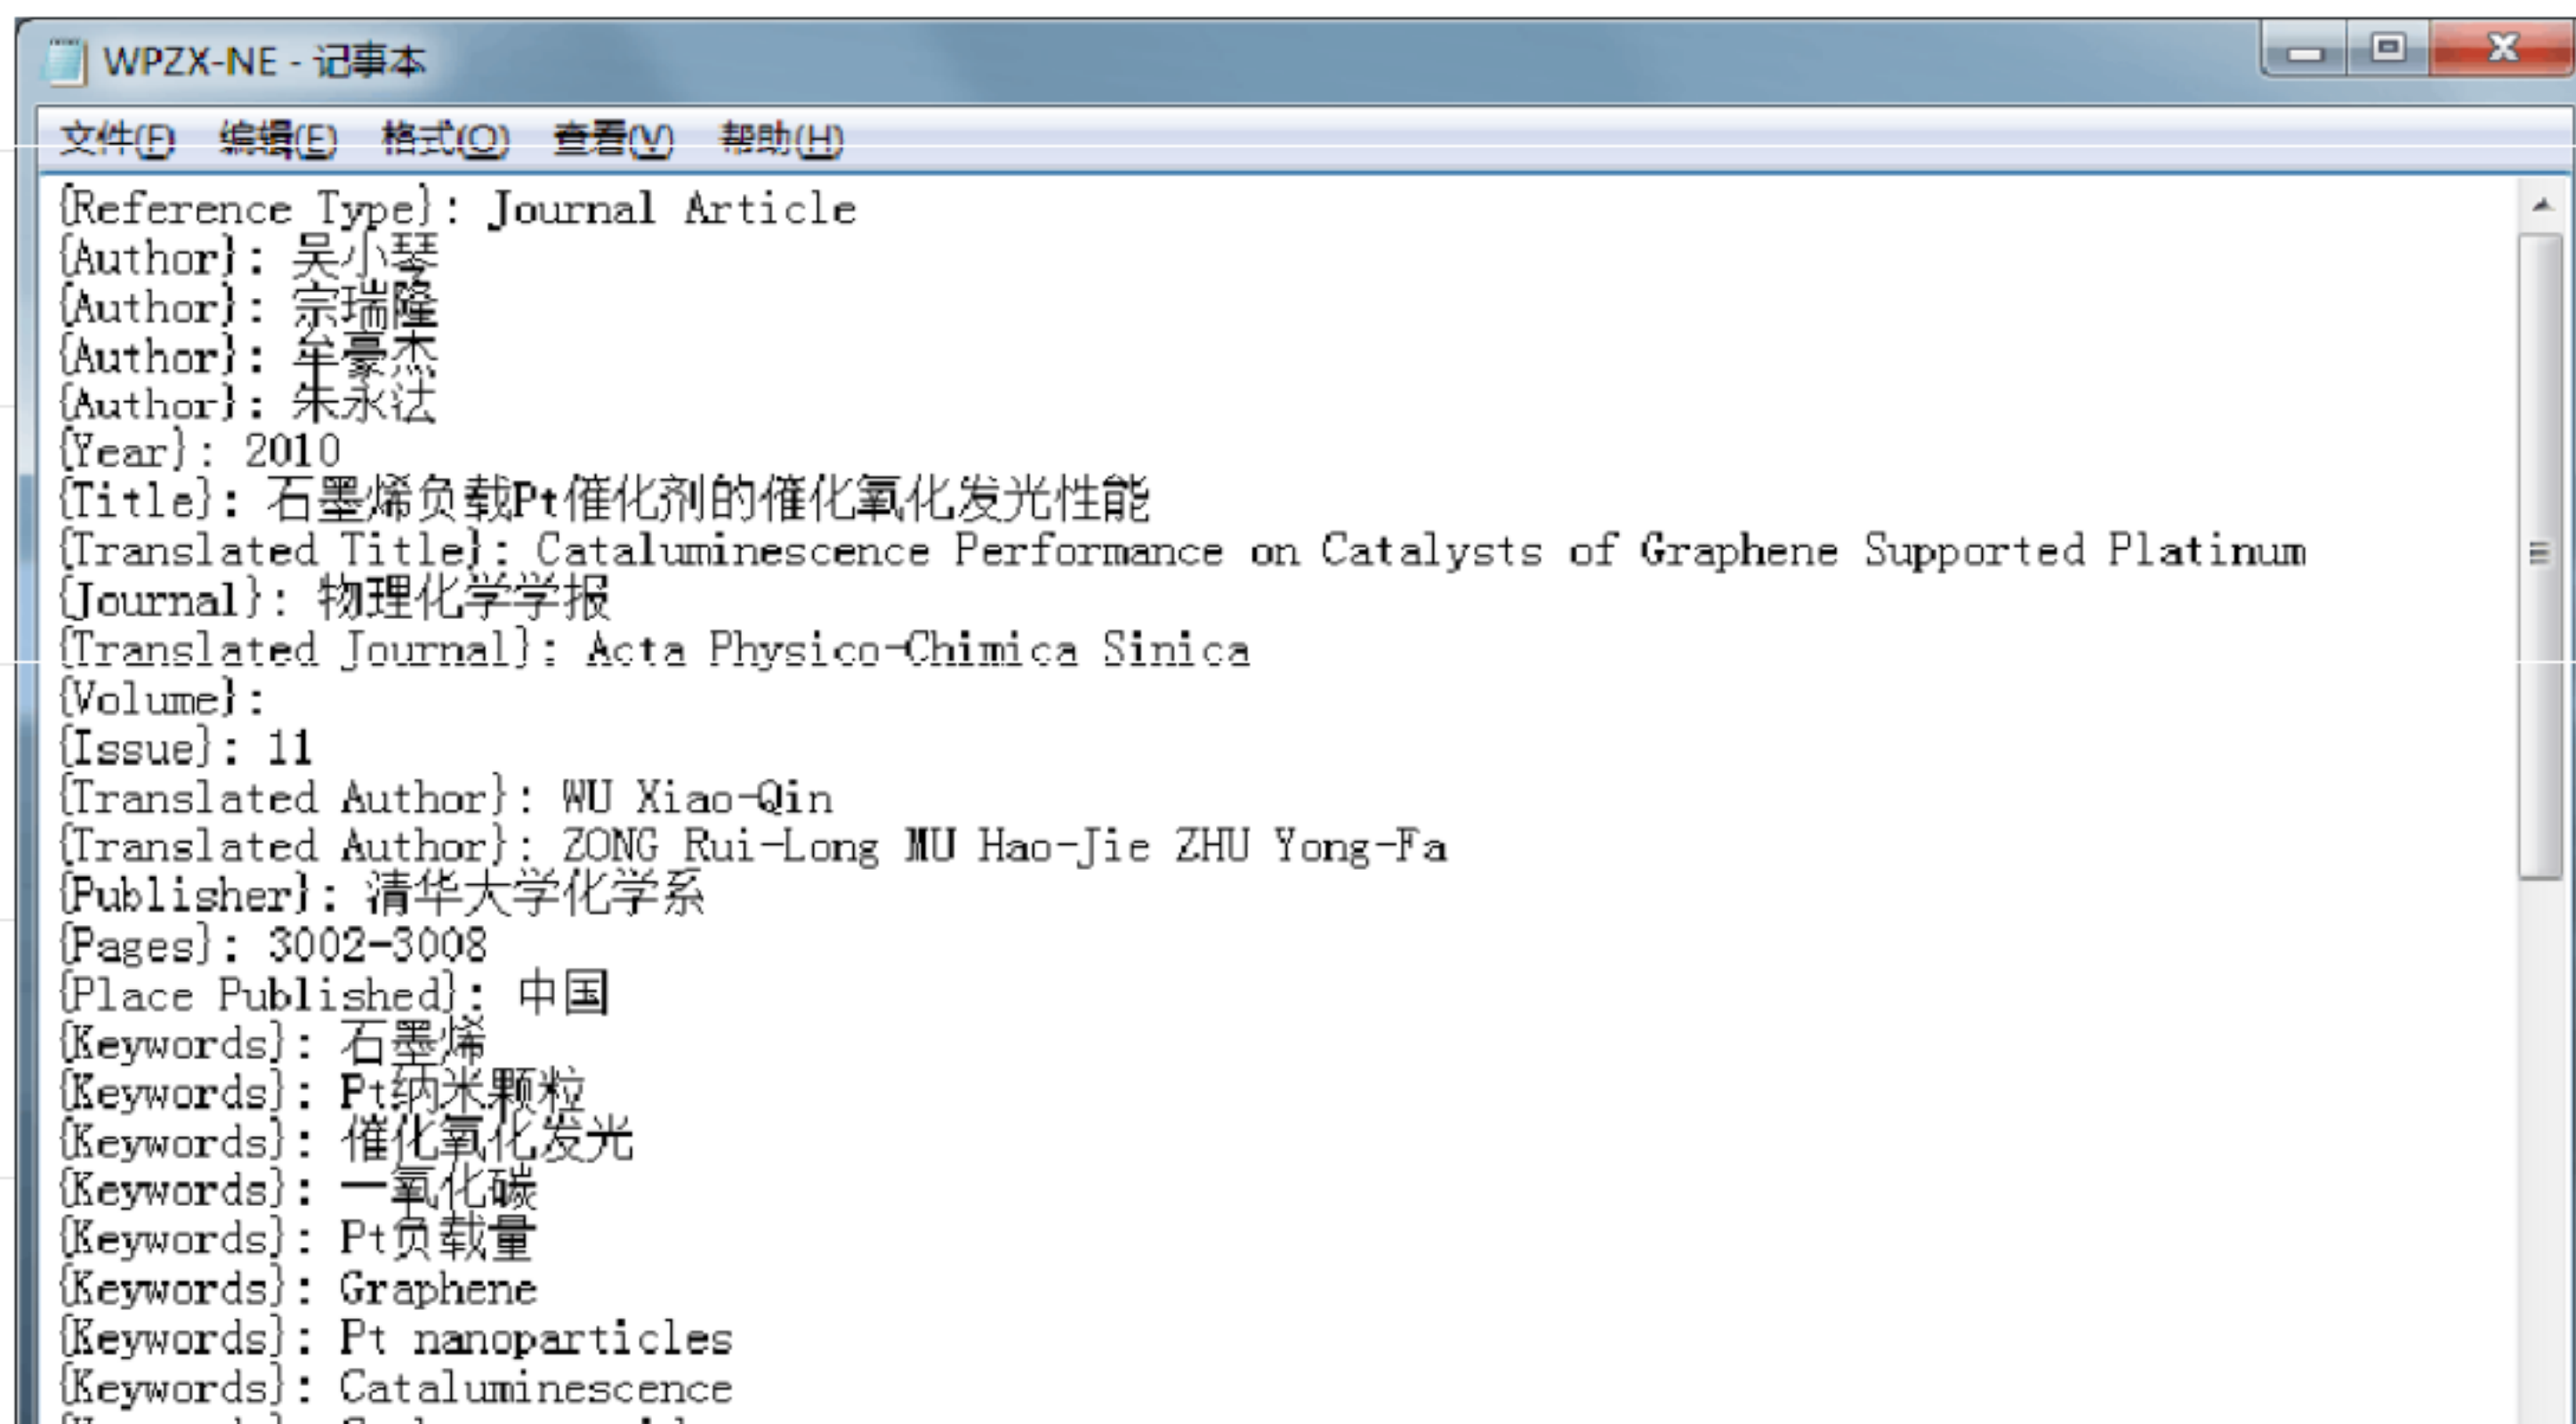 WPZX-NE - 记事本
文件(F) 编辑(E) 格式(O) 查看(V) 帮助(H)
{Reference Type}: Journal Article
{Author}: 吴小琴
{Author}: 宗瑞隆
{Author}: 牟豪杰
{Author}: 朱永法
{Year}: 2010
{Title}: 石墨烯负载Pt催化剂的催化氧化发光性能
{Translated Title}: Cataluminescence Performance on Catalysts of Graphene Supported Platinum
{Journal}: 物理化学学报
{Translated Journal}: Acta Physico-Chimica Sinica
{Volume}:
{Issue}: 11
{Translated Author}: WU Xiao-Qin
{Translated Author}: ZONG Rui-Long MU Hao-Jie ZHU Yong-Fa
{Publisher}: 清华大学化学系
{Pages}: 3002-3008
{Place Published}: 中国
{Keywords}: 石墨烯
{Keywords}: Pt纳米颗粒
{Keywords}: 催化氧化发光
{Keywords}: 一氧化碳
{Keywords}: Pt负载量
{Keywords}: Graphene
{Keywords}: Pt nanoparticles
{Keywords}: Cataluminescence